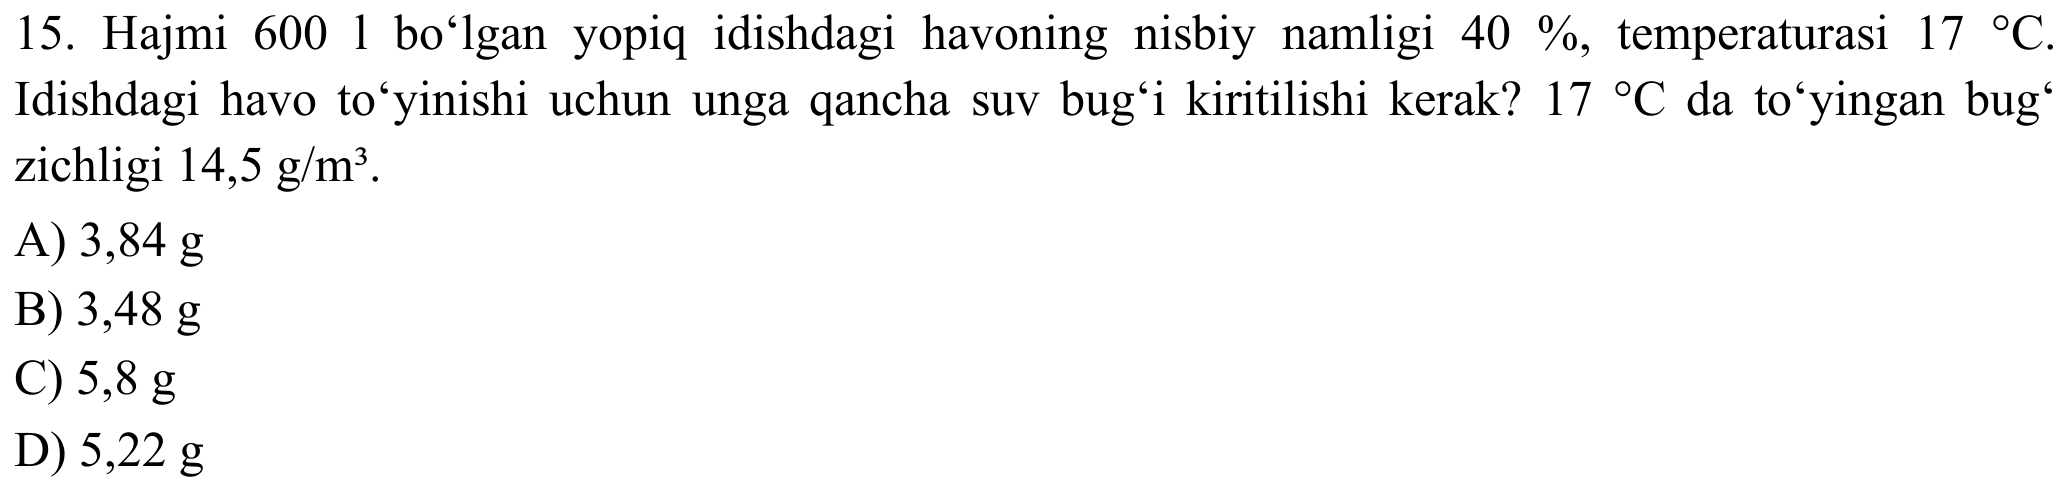 15. Hajmi 600 l bo‘lgan yopiq idishdagi havoning nisbiy namligi 40 %, temperaturasi 17 °C.
Idishdagi havo to‘yinishi uchun unga qancha suv bug‘i kiritilishi kerak? 17 °C da to‘yingan bug‘
zichligi 14,5 g/m³.
A) 3,84 g
B) 3,48 g
C) 5,8 g
D) 5,22 g